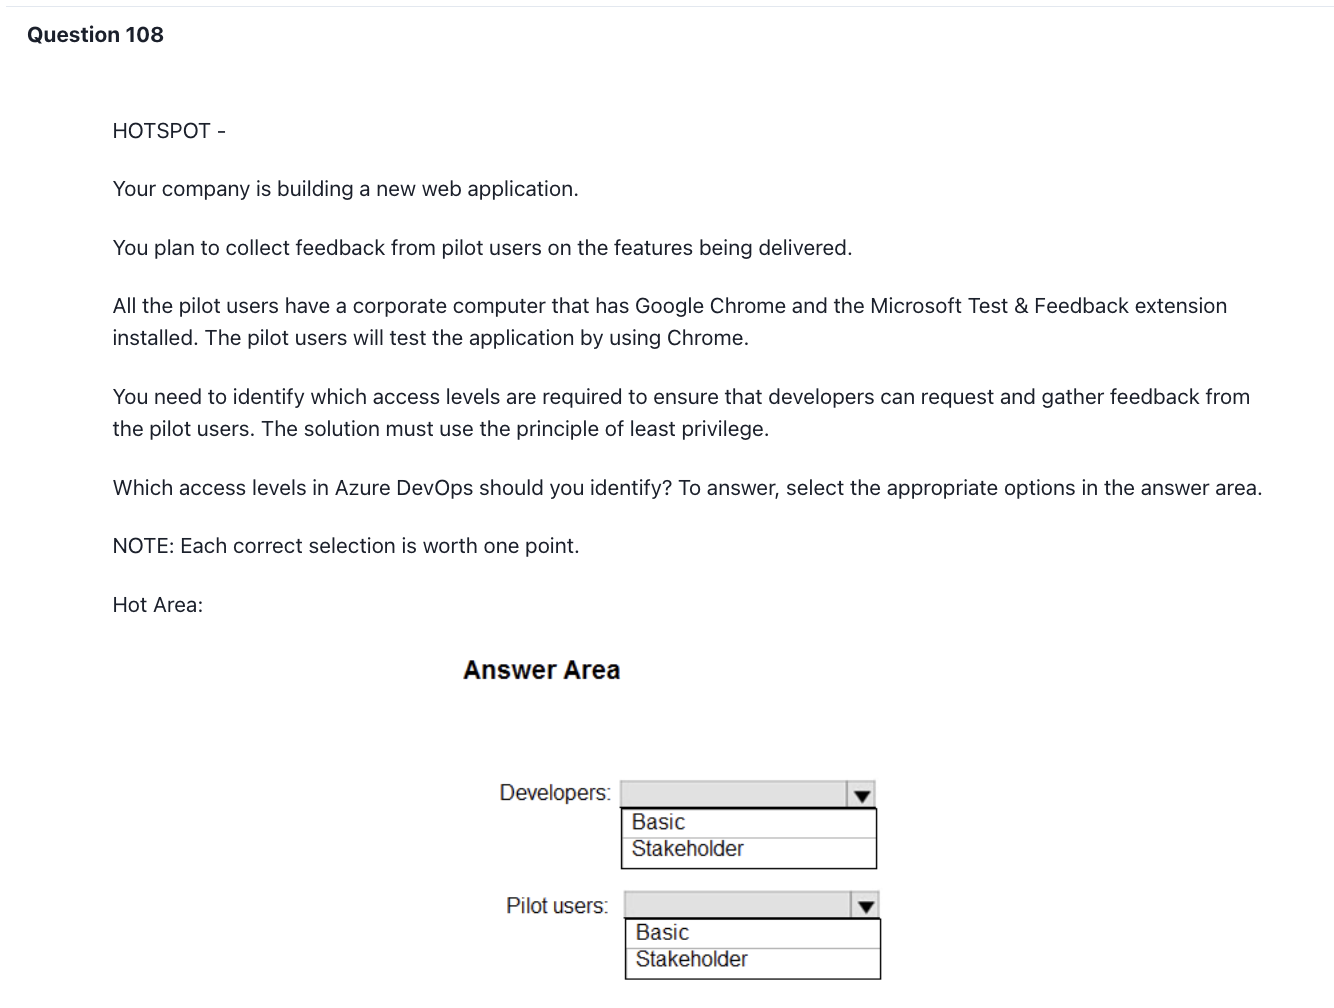 Question 108
HOTSPOT -
Your company is building a new web application.
You plan to collect feedback from pilot users on the features being delivered.
All the pilot users have a corporate computer that has Google Chrome and the Microsoft Test & Feedback extension
installed. The pilot users will test the application by using Chrome.
You need to identify which access levels are required to ensure that developers can request and gather feedback from
the pilot users. The solution must use the principle of least privilege.
Which access levels in Azure DevOps should you identify? To answer, select the appropriate options in the answer area.
NOTE: Each correct selection is worth one point.
Hot Area:
Answer Area
Developers:
Basic
Stakeholder
Pilot users:
Basic
Stakeholder